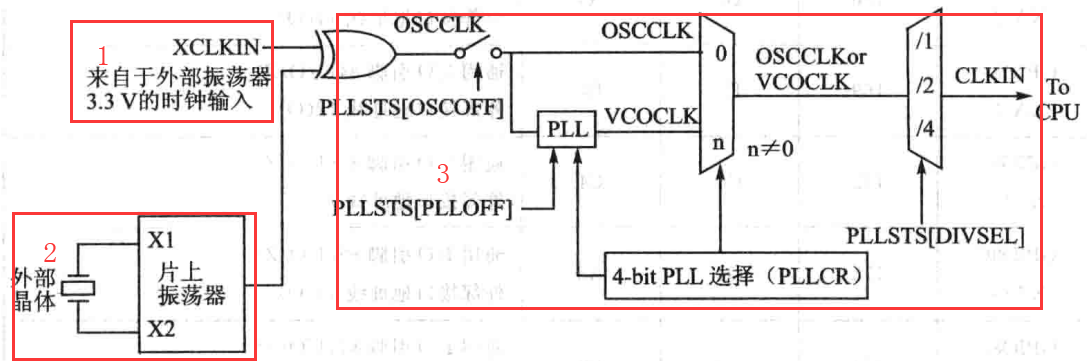 1
XCLKIN
来自于外部振荡器
3.3 V的时钟输入
OSCCLK
PLLSTS[OSCOFF]
OSCCLK
0
OSCCLKor
VCOCLK
/1
/2
/4
CLKIN
To
CPU
PLL
VCOCLK
n
n≠0
3
PLLSTS[PLLOFF]
PLLSTS[DIVSEL]
4-bit PLL 选择（PLLCR）
2
外部
晶体
X1
片上
振荡器
X2